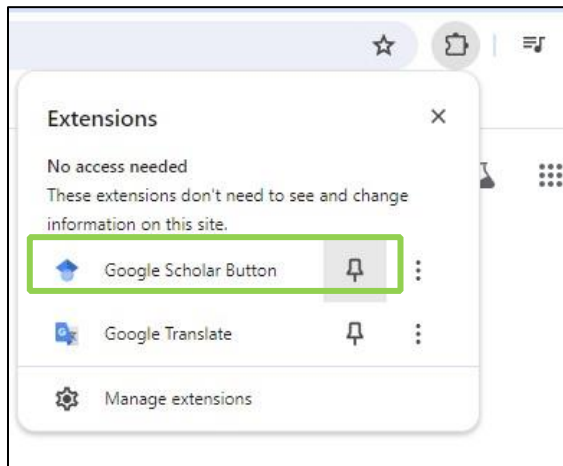 Extensions
No access needed
These extensions don't need to see and change
information on this site.
Google Scholar Button
Google Translate
Manage extensions